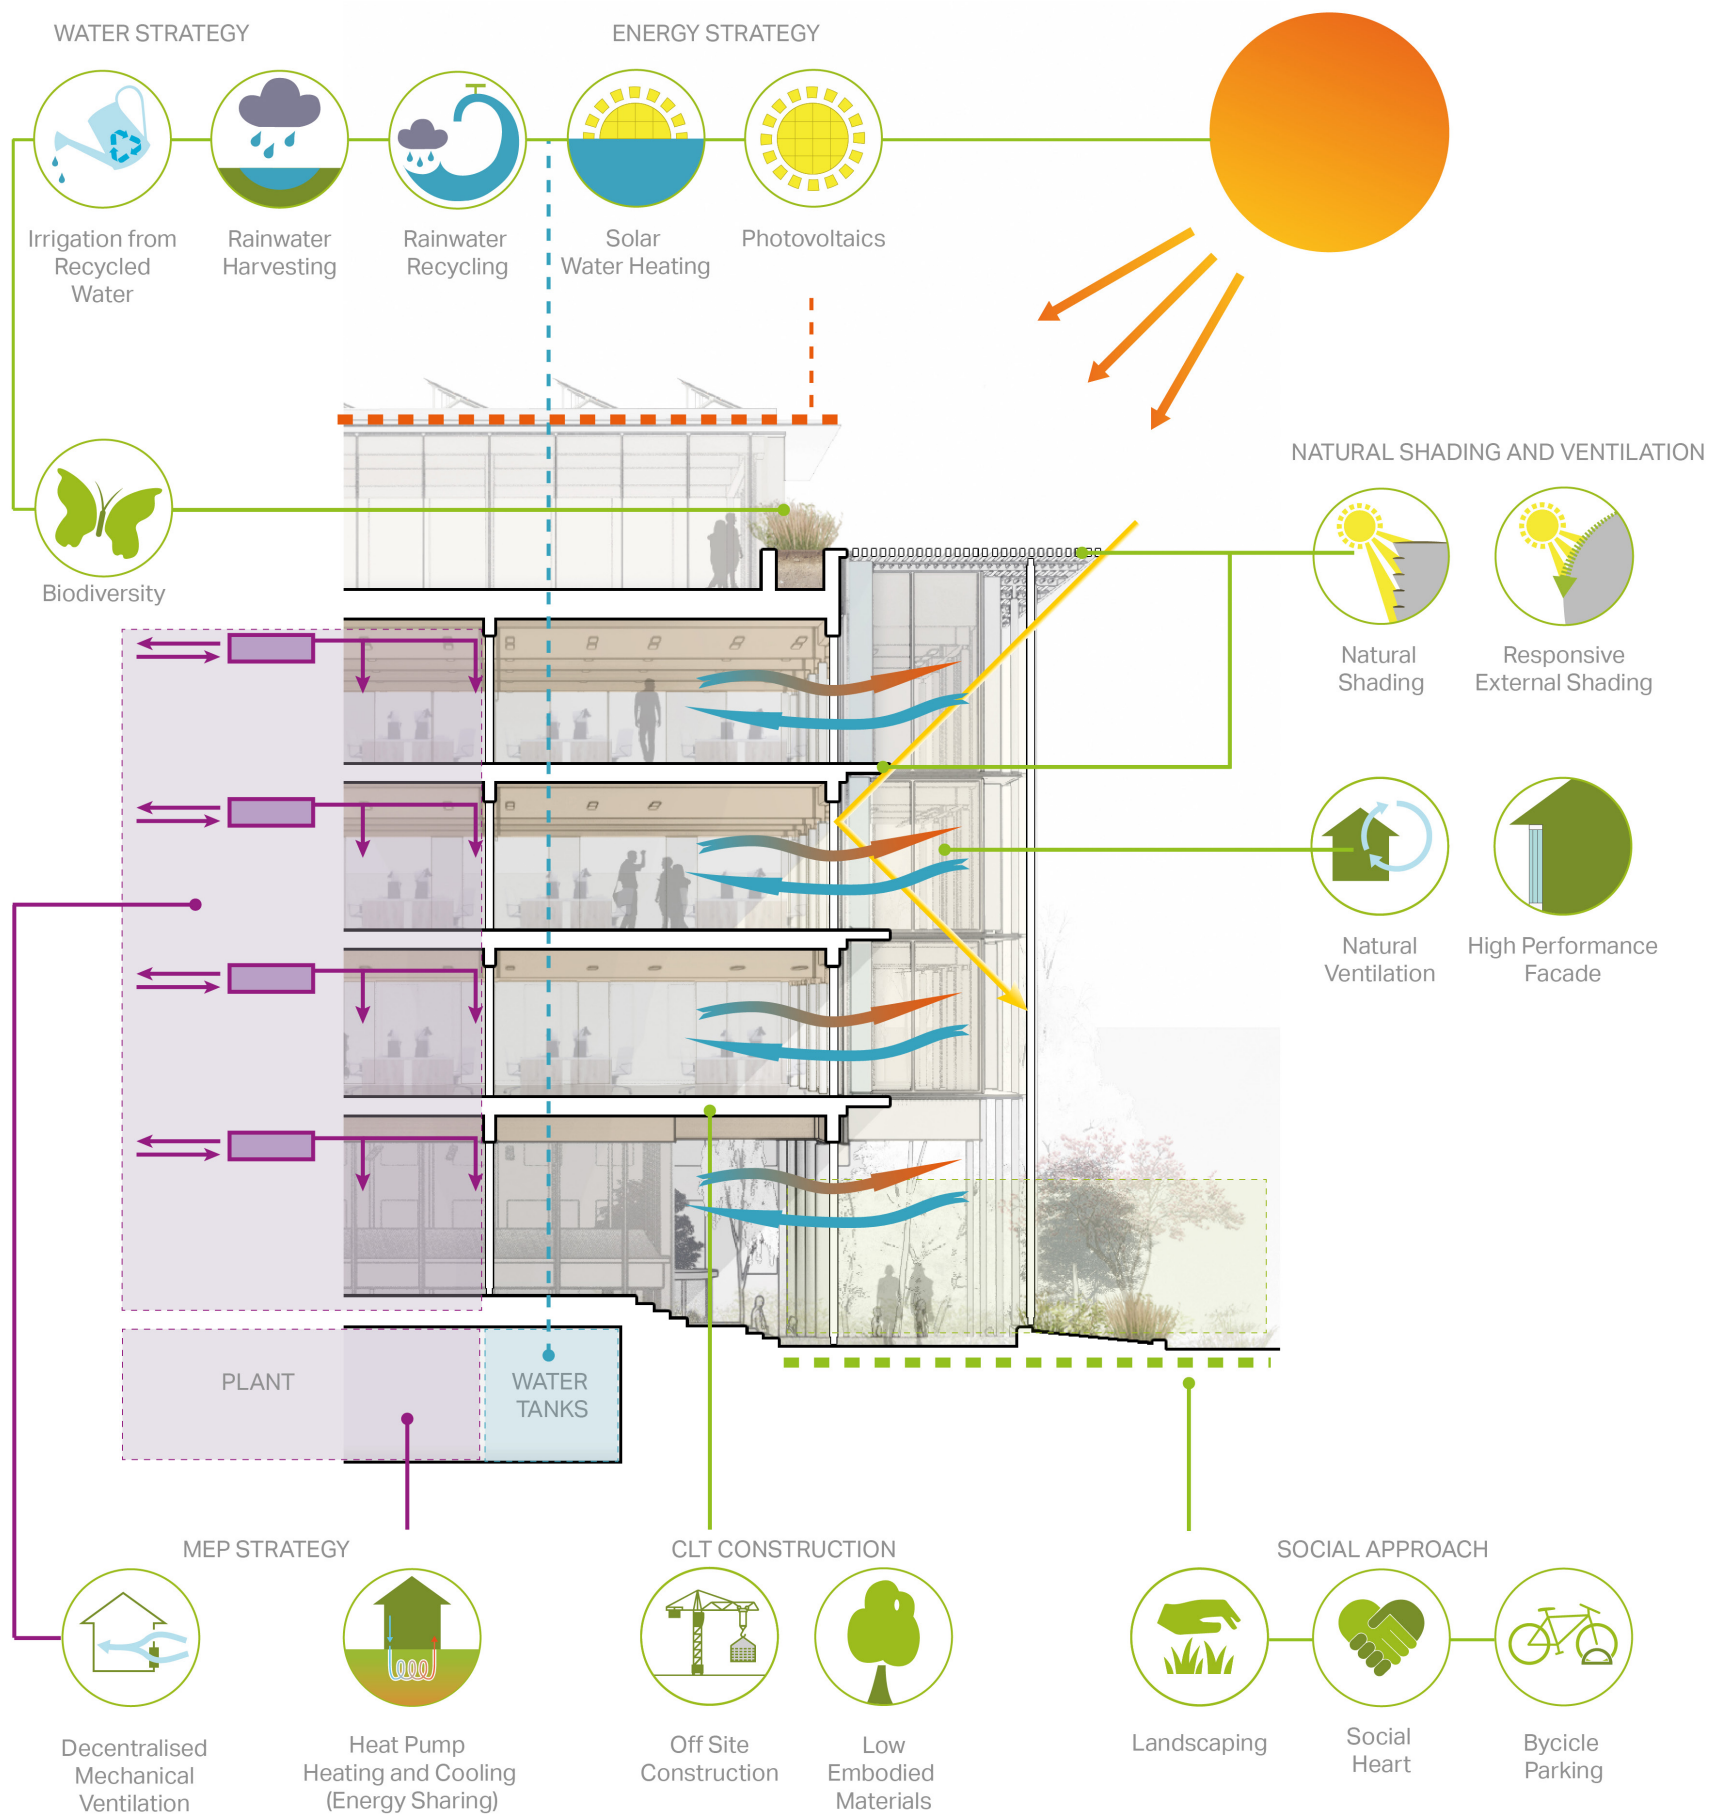 WATER STRATEGY
ENERGY STRATEGY
Irrigation from
Recycled
Water
Rainwater
Harvesting
Rainwater
Recycling
Solar
Water Heating
Photovoltaics
Biodiversity
NATURAL SHADING AND VENTILATION
Natural
Shading
Responsive
External Shading
Natural
Ventilation
High Performance
Facade
PLANT
WATER
TANKS
MEP STRATEGY
CLT CONSTRUCTION
SOCIAL APPROACH
Decentralised
Mechanical
Ventilation
Heat Pump
Heating and Cooling
(Energy Sharing)
Off Site
Construction
Low
Embodied
Materials
Landscaping
Social
Heart
Bycicle
Parking